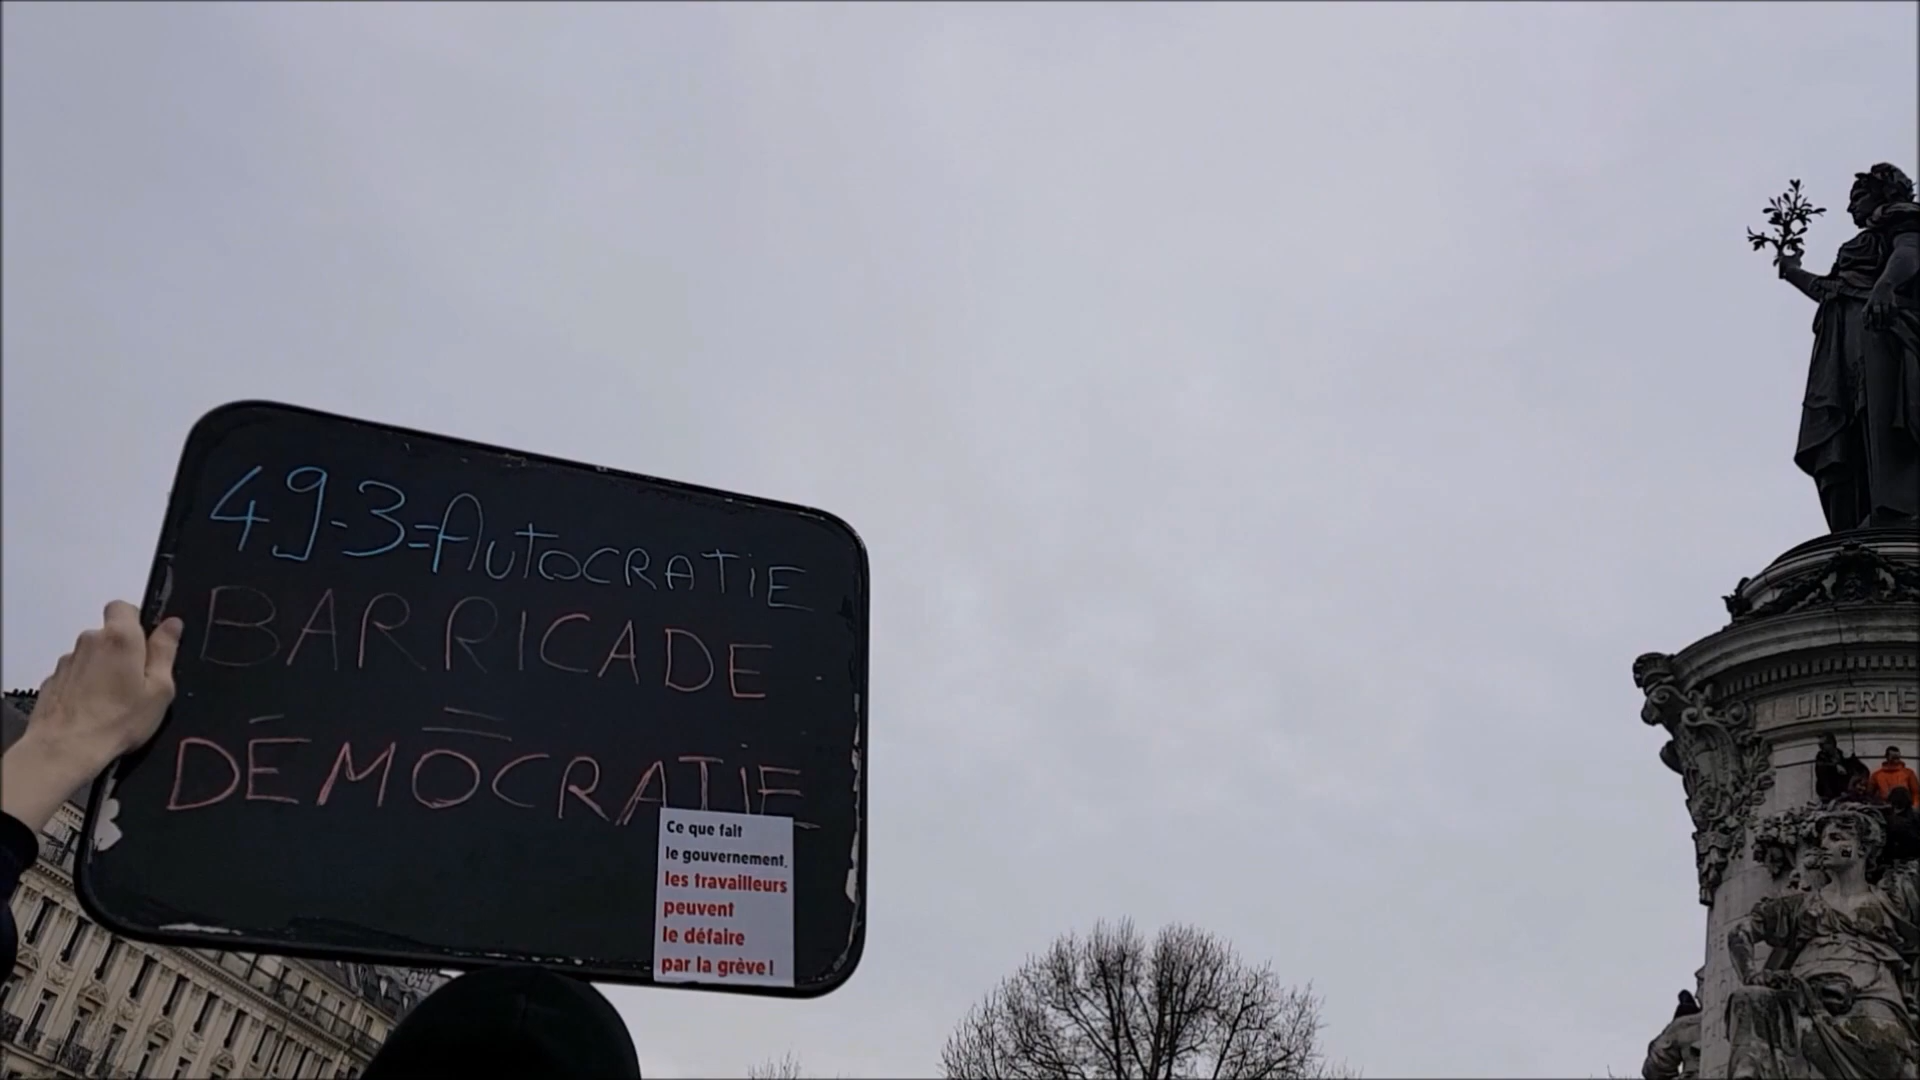 49-3=AUTOCRATIE
BARRICADE
=
DÉMOCRATIE
Ce que fait
le gouvernement,
les travailleurs
peuvent
le défaire
par la grève!
LIBERTÉ